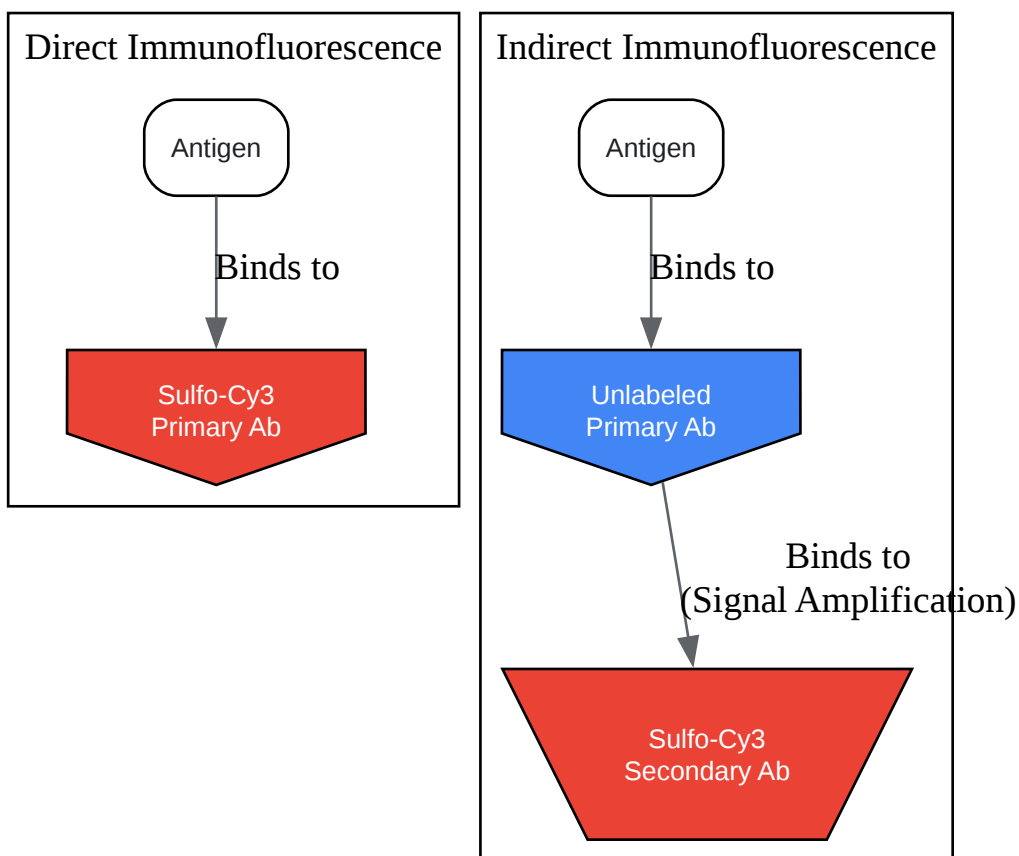 Direct Immunofluorescence
Antigen
Binds to
Sulfo-Cy3
Primary Ab
Indirect Immunofluorescence
Antigen
Binds to
Unlabeled
Primary Ab
Binds to
(Signal Amplification)
Sulfo-Cy3
Secondary Ab